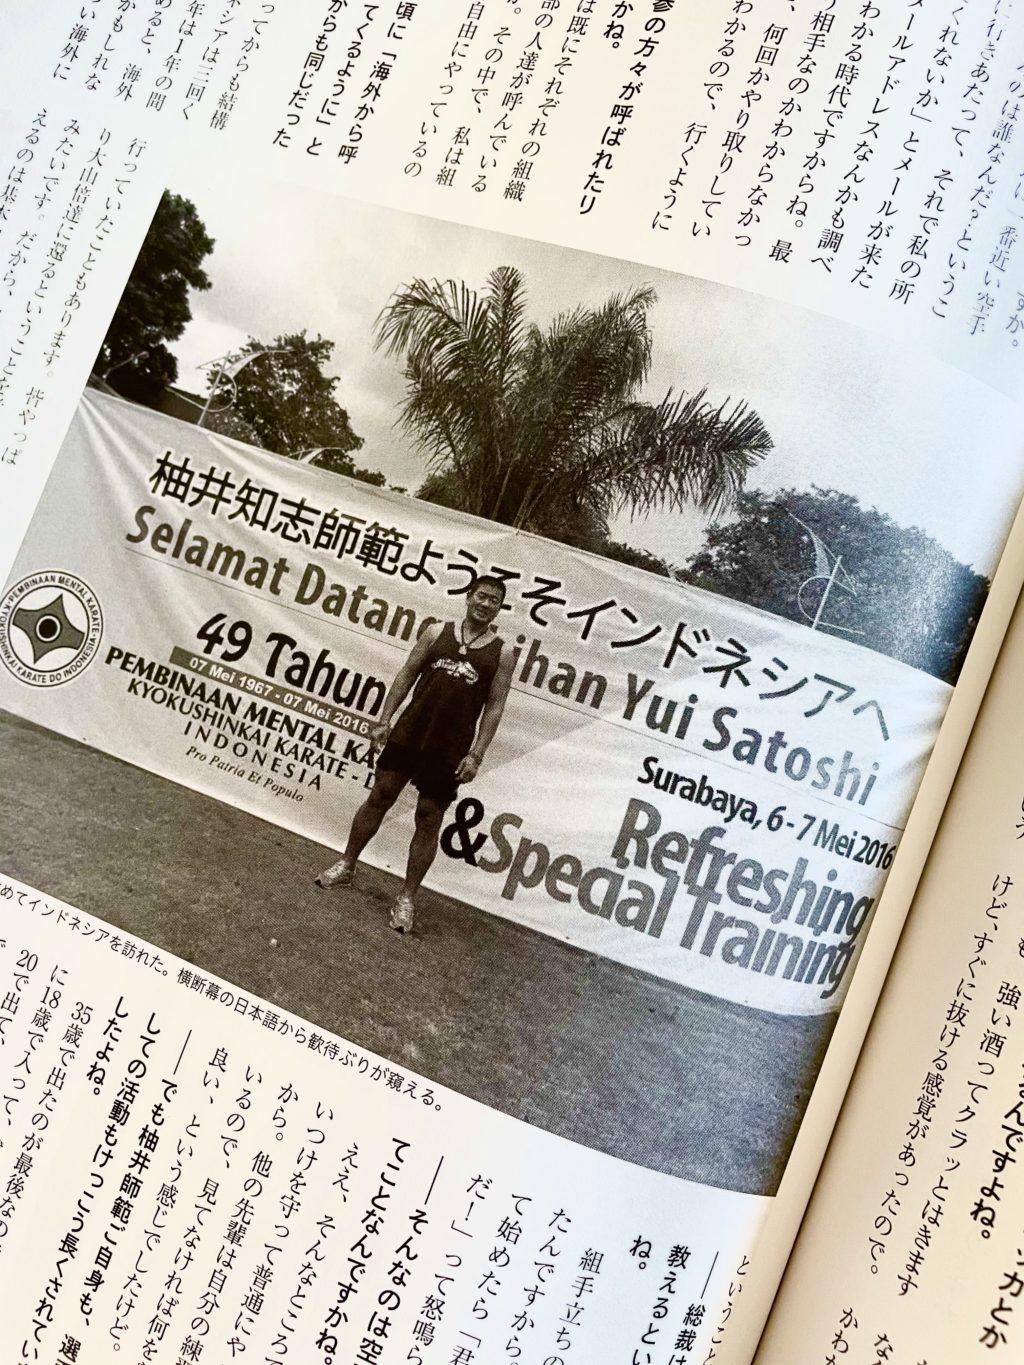 番近い空手
に行きあたって、それで私の所
くれないか」とメールが来た
メールアドレスなんかも調べ
わかる時代ですからね。最
う相手なのかわからなかっ
、何回かやり取りしてい
わかるので、行くように
参の方々が呼ばれたり
かね。
は既にそれぞれの組織
部の人達が呼んでいる
。その中で、私は組
自由にやっているの
頃に「海外から呼
てくるように」と
からも同じだった
ってからも結構
ネシアは三回く
年は1年の間
あると、海外
かもしれな
い海外に
行っていたこともあります。皆やっぱ
り大山倍達に還るということを
みたいです。だから、
えるのは基本
柚井知志師範ようこそインドネシアへ
Selamat Datang ihan Yui Satoshi
49 Tahun
07 Mei 1967 - 07 Mei 2016
PEMBINAAN MENTAL KA
KYOKUSHINKAI KARATE - D
INDONESIA
Pro Patria Et Populo
PEMBINAAN MENTAL KARATE
KYOKUSHINKAI KARATE DO INDONESIA
Surabaya, 6 - 7 Mei 2016
Refreshing
&Special Training
めてインドネシアを訪れた。横断幕の日本語から歓待ぶりが窺える。
ということ
――総裁は
教えるとい
ね。
組手立ちの
たんですから。
て始めたら「君
だ！」って怒鳴ら
――そんなのは空
てことなんですかね。
ええ、そんなところで
いつけを守って普通にや
から。他の先輩は自分の練
いるので、見てなければ何を
良い、という感じでしたけど。
――でも柚井師範ご自身も、選
しての活動もけっこう長くされてい
したよね。
35歳で出たのが最後なの
に18歳で入って、
20で出て、
なんですよね。
強い酒ってクラッとはきます
けど、すぐに抜ける感覚があったので。